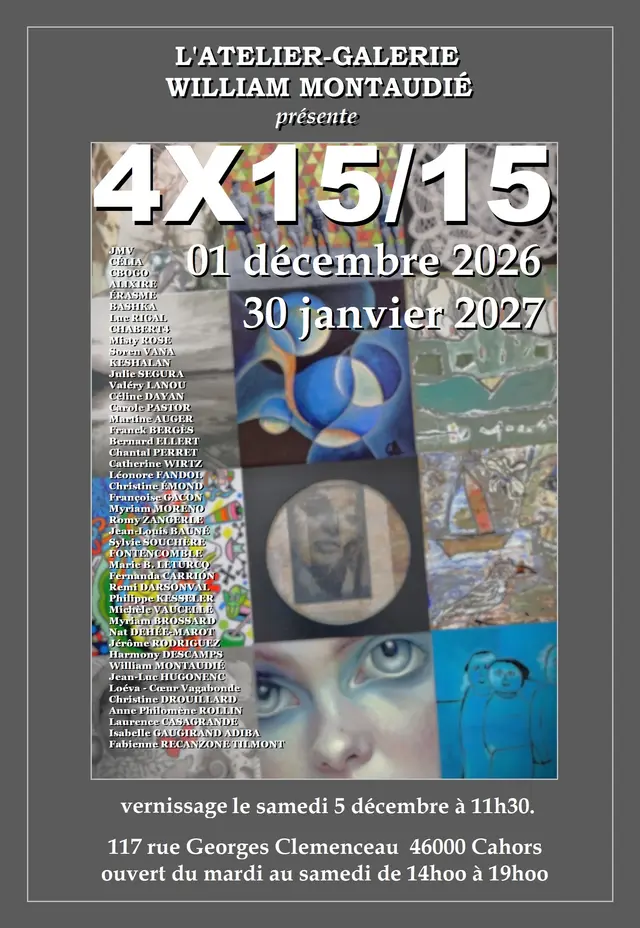 L'ATELIER-GALERIE
WILLIAM MONTAUDIÉ
présente
4X15/15
01 décembre 2026
30 janvier 2027
JMV
CÉLIA
CBOGO
ALIXIRE
ÉRASME
BASHKA
Luc RIGAL
CHABERT4
Misty ROSE
Soren VANA
KESHALAN
Julie SEGURA
Valéry LANOU
Céline DAYAN
Carole PASTOR
Martine AUGER
Franck BERGÈS
Bernard ELLERT
Chantal PERRET
Catherine WIRTZ
Léonore FANDOL
Christine ÉMOND
Françoise GACON
Myriam MORENO
Romy ZANGERLE
Jean-Louis BAUNÉ
Sylvie SOUCHÈRE
FONTENCOMBLE
Marie B. LETURCQ
Fernanda CARRION
Remi DARSONVAL
Philippe KESSELER
Michèle VAUCELLE
Myriam BROSSARD
Nat DEHÉE-MAROT
Jérôme RODRIGUEZ
Harmony DESCAMPS
William MONTAUDIÉ
Jean-Luc HUGONENC
Loéva - Cœur Vagabonde
Christine DROUILLARD
Anne Philomène ROLLIN
Laurence CASAGRANDE
Isabelle GAUGIRAND ADIBA
Fabienne RECANZONE TILMONT
vernissage le samedi 5 décembre à 11h30.
117 rue Georges Clemenceau 46000 Cahors
ouvert du mardi au samedi de 14hoo à 19hoo